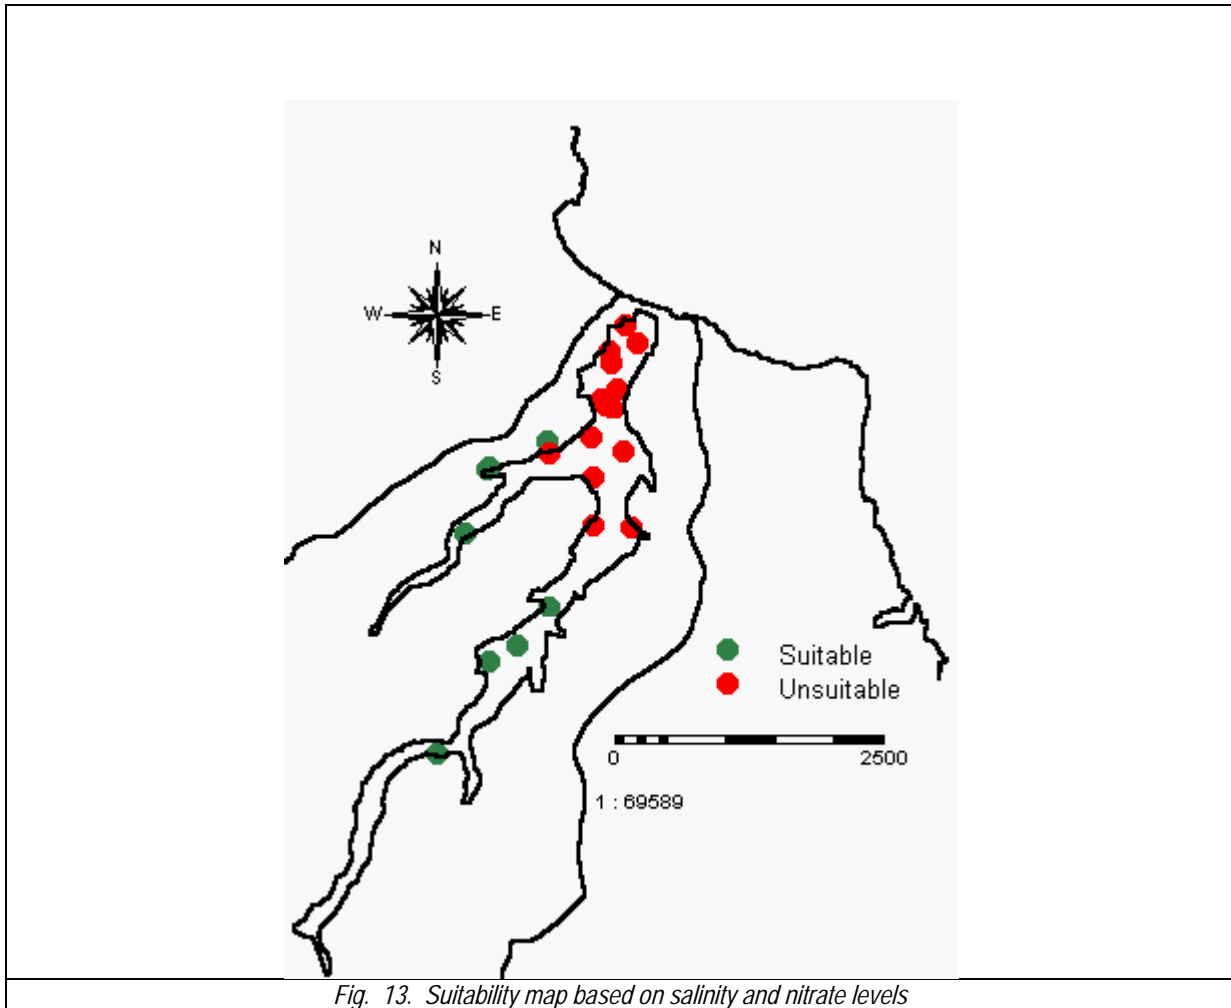 N
W E
S
Suitable
Unsuitable
0 2500
1 : 69589
Fig. 13. Suitability map based on salinity and nitrate levels